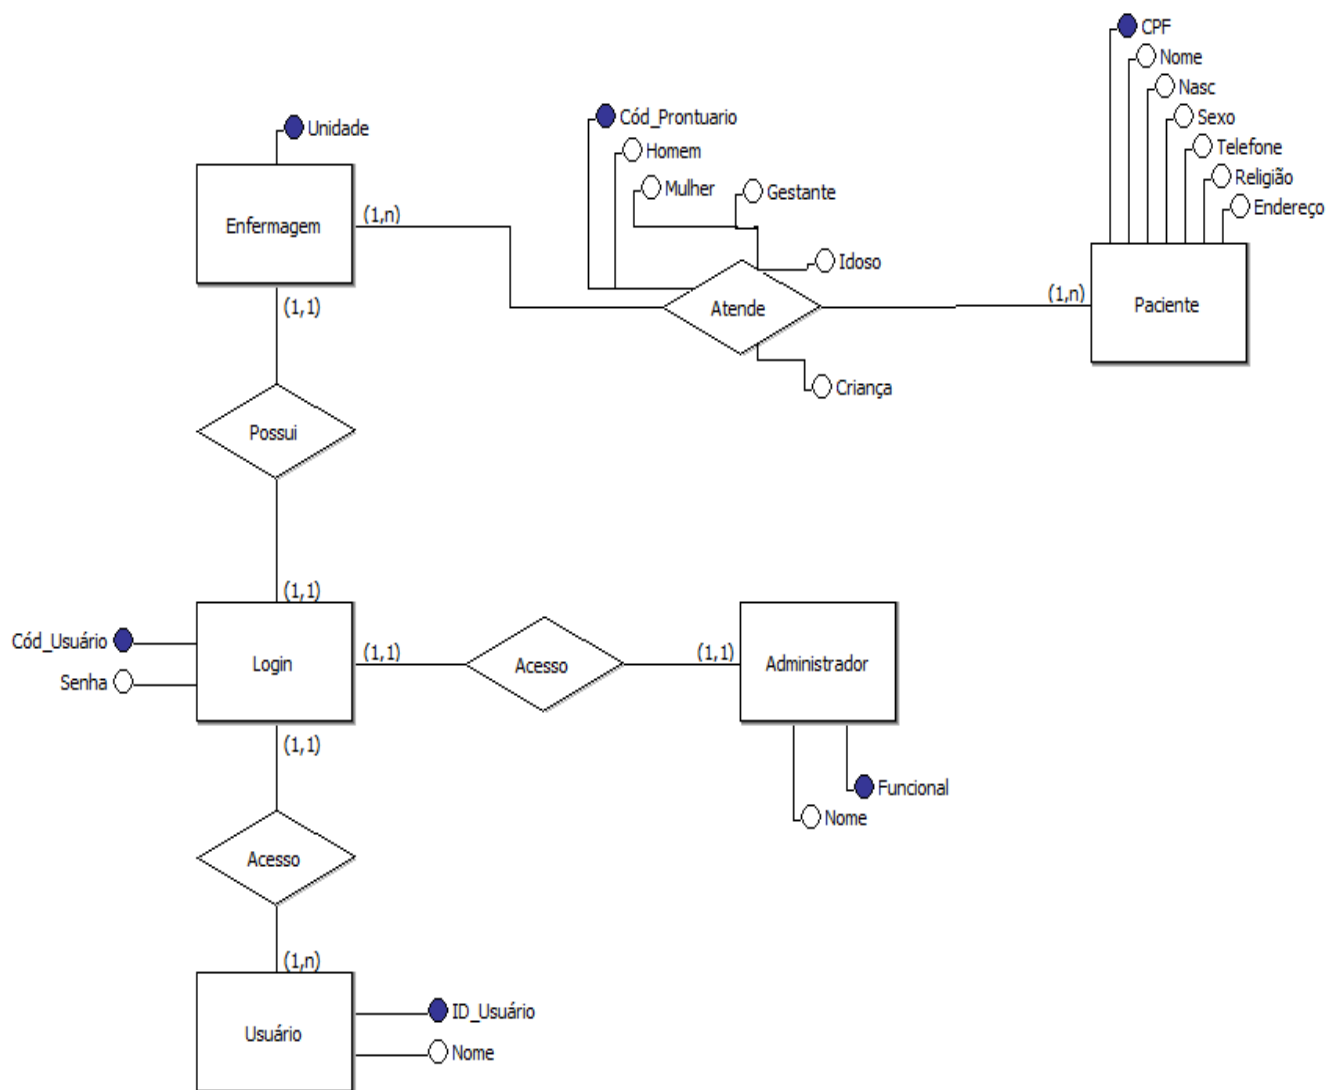 CPF
Nome
Nasc
Sexo
Telefone
Religião
Endereço
Unidade
Cód_Prontuario
Homem
Mulher
Gestante
Idoso
Enfermagem
(1,n)
Atende
(1,n)
Paciente
Criança
(1,1)
Possui
(1,1)
Cód_Usuário
Senha
Login
(1,1)
Acesso
(1,1)
Administrador
Funcional
Nome
(1,1)
Acesso
(1,n)
Usuário
ID_Usuário
Nome